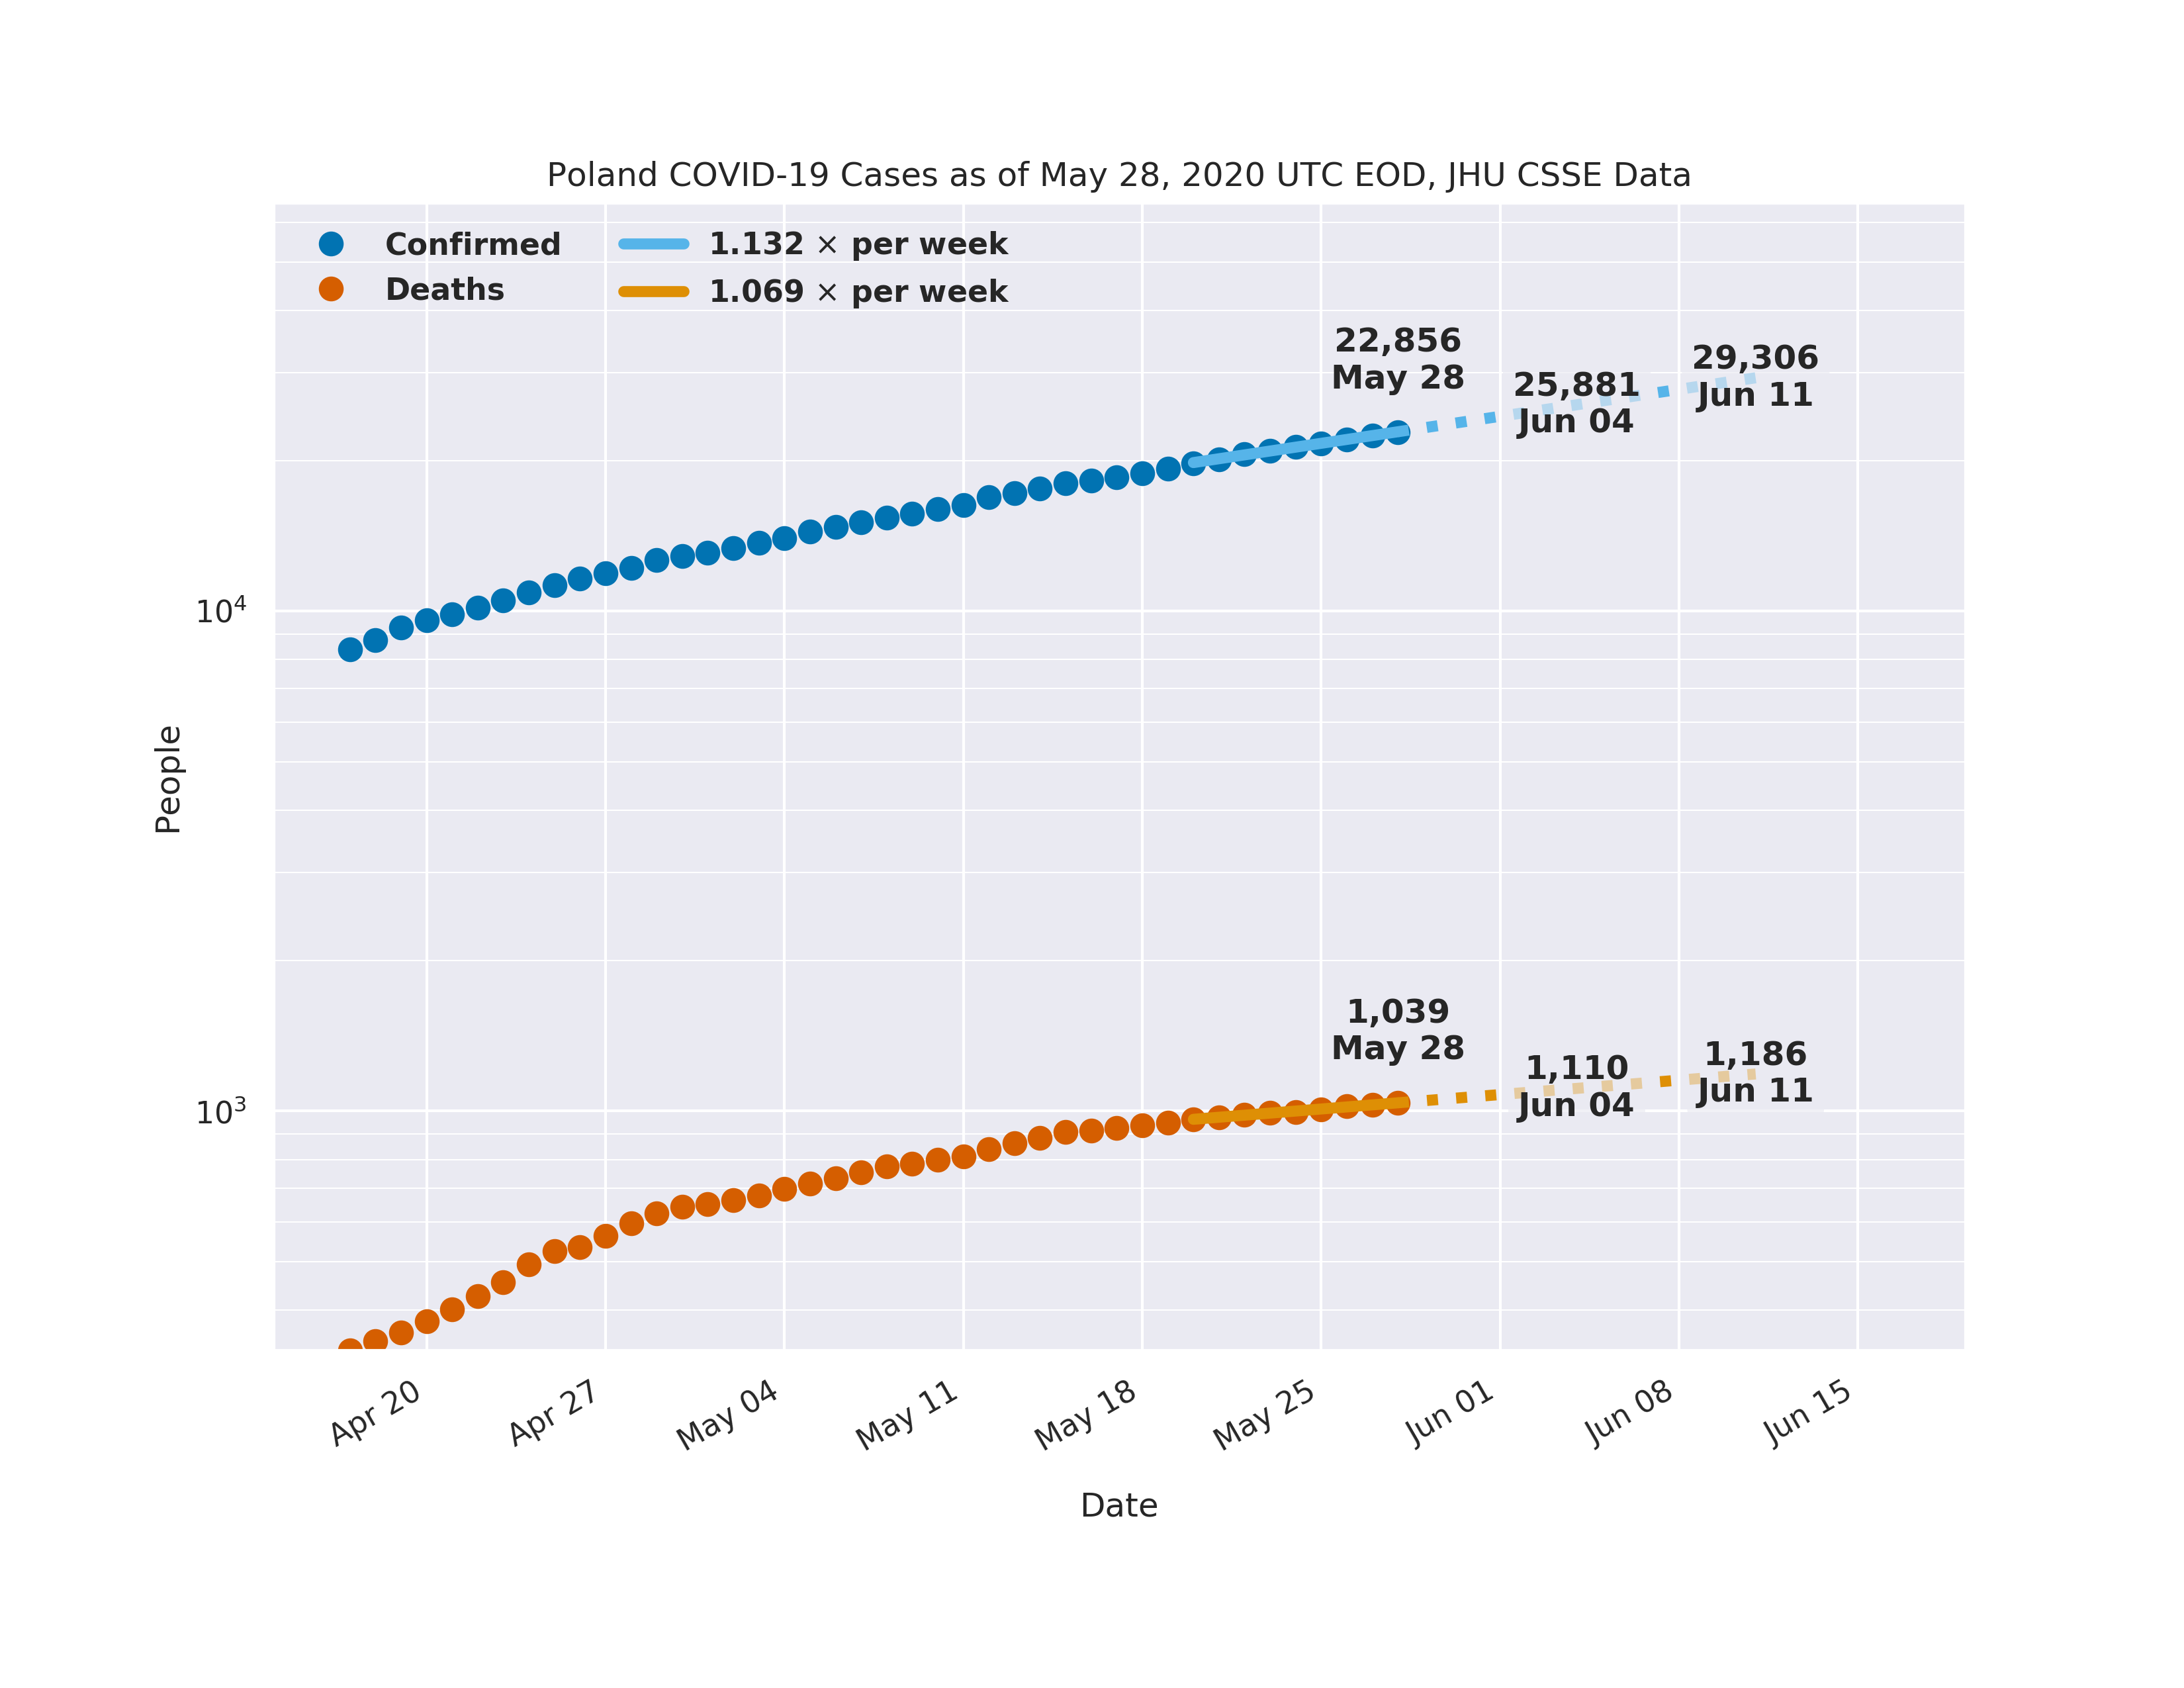 Poland COVID-19 Cases as of May 28, 2020 UTC EOD, JHU CSSE Data
Confirmed
Deaths
1.132 × per week
1.069 × per week
22,856
May 28
25,881
Jun 04
29,306
Jun 11
10⁴
People
1,039
May 28
1,110
Jun 04
1,186
Jun 11
10³
Apr 20
Apr 27
May 04
May 11
May 18
May 25
Jun 01
Jun 08
Jun 15
Date